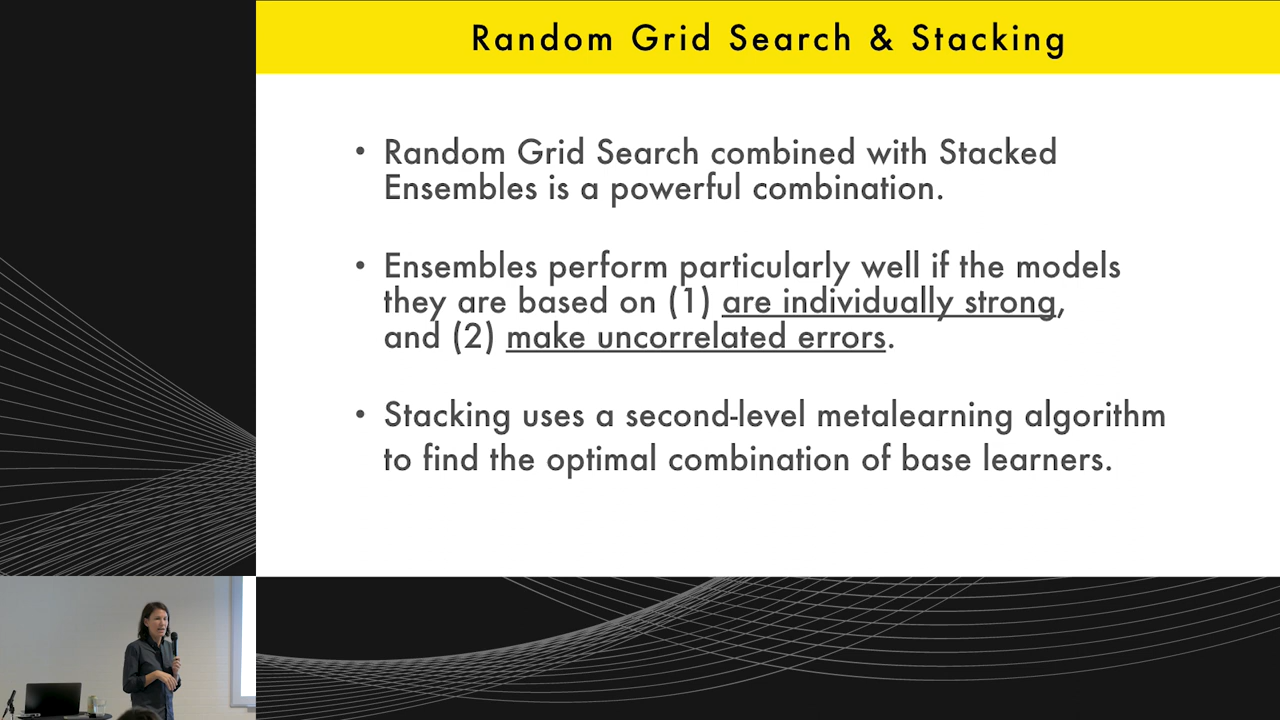 Random Grid Search & Stacking
• Random Grid Search combined with Stacked
Ensembles is a powerful combination.
• Ensembles perform particularly well if the models
they are based on (1) are individually strong,
and (2) make uncorrelated errors.
• Stacking uses a second-level metalearning algorithm
to find the optimal combination of base learners.